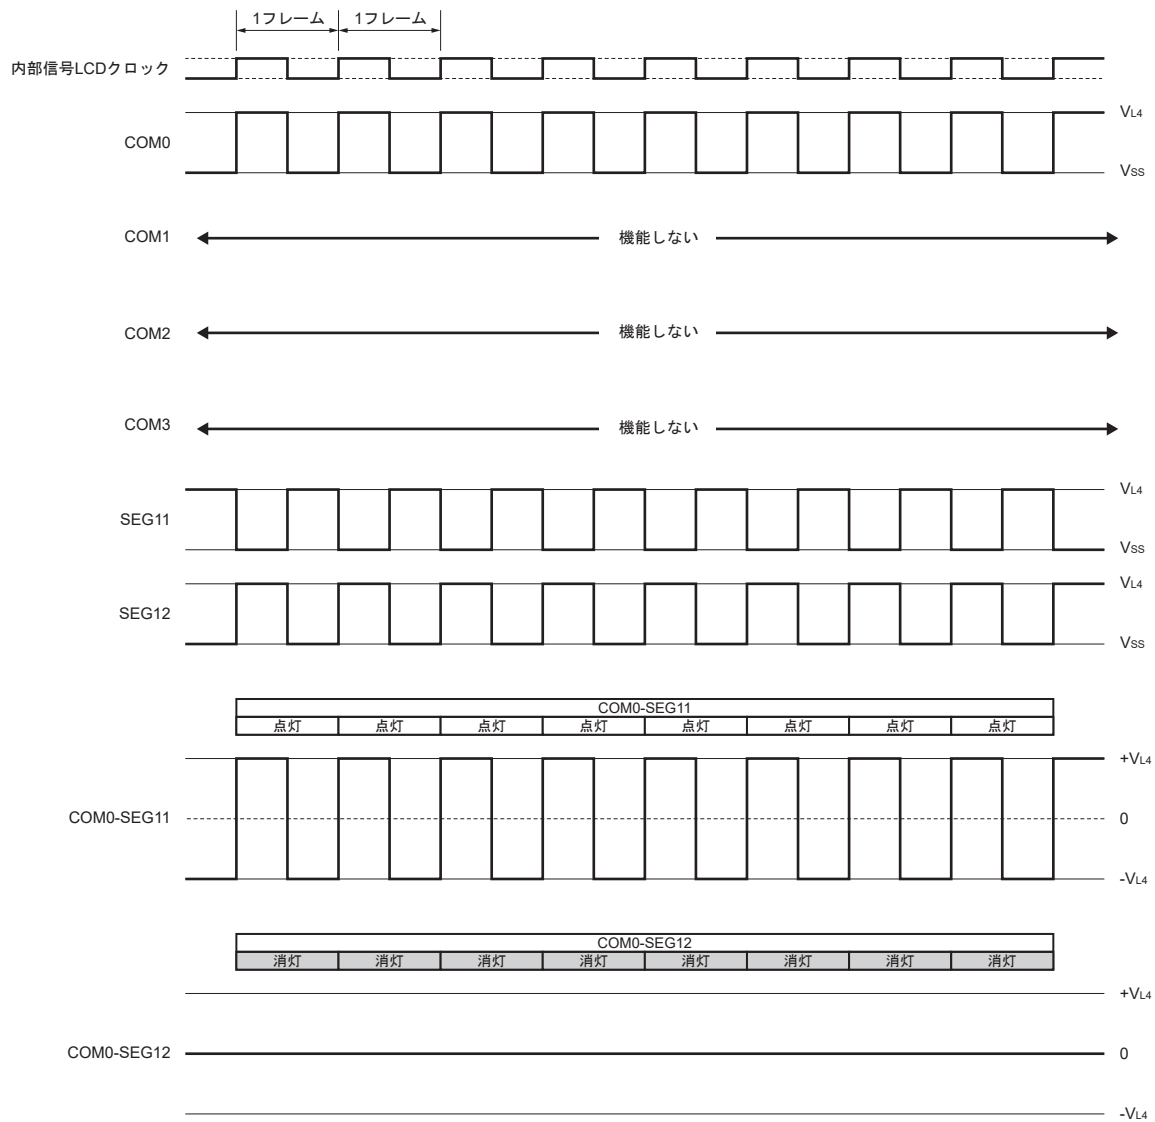 1フレーム 1フレーム
内部信号LCDクロック
VL4
COM0
VSS
COM1 機能しない
COM2 機能しない
COM3 機能しない
VL4
SEG11
VSS
VL4
SEG12
VSS
COM0-SEG11
点灯 点灯 点灯 点灯 点灯 点灯 点灯 点灯
+VL4
COM0-SEG11 0
-VL4
COM0-SEG12
消灯 消灯 消灯 消灯 消灯 消灯 消灯 消灯
+VL4
COM0-SEG12 0
-VL4